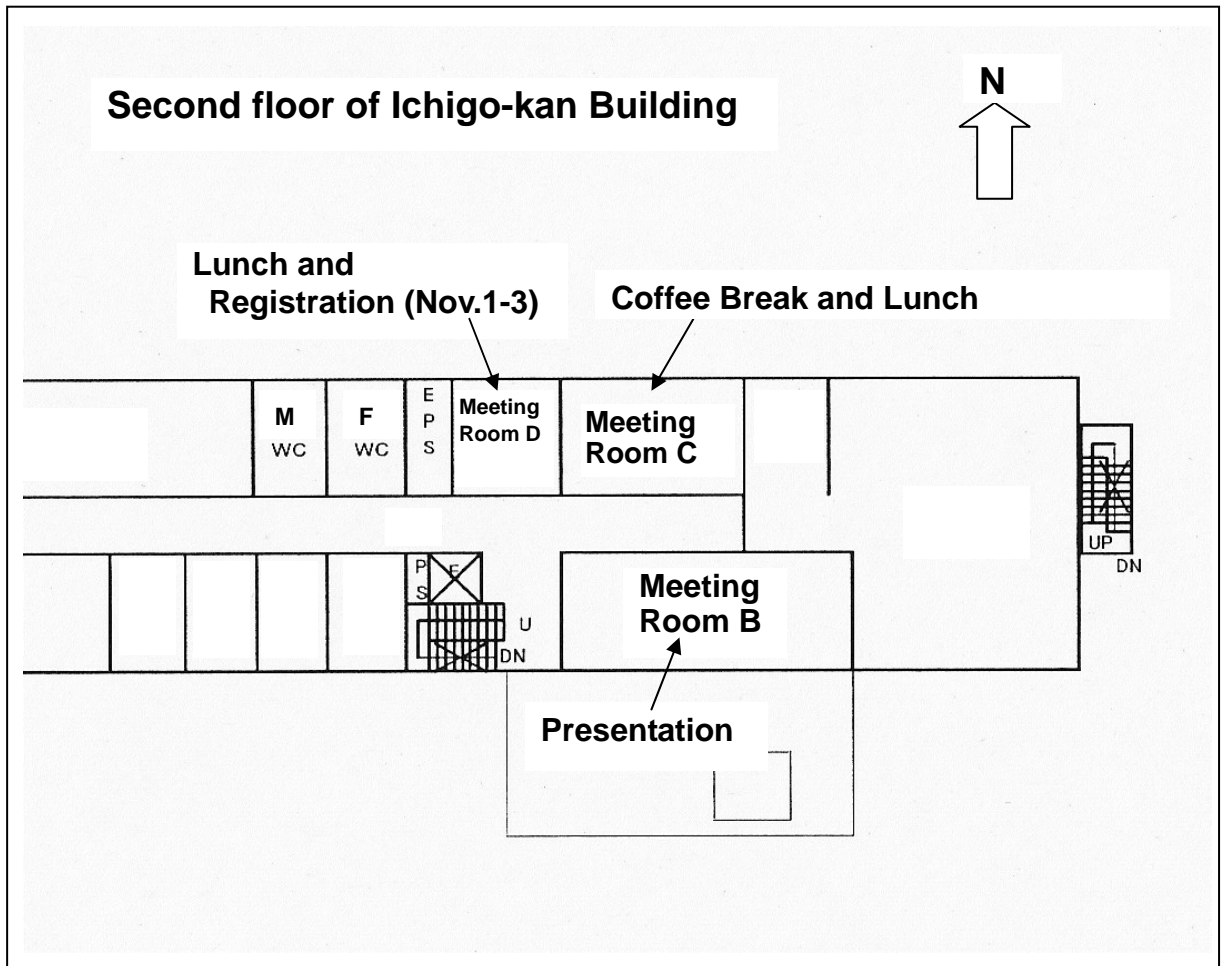 N
Second floor of Ichigo-kan Building
Lunch and
Registration (Nov.1-3)
Coffee Break and Lunch
M
WC
F
WC
E
P
S
Meeting
Room D
Meeting
Room C
UP
DN
P
S
E
U
DN
Meeting
Room B
Presentation